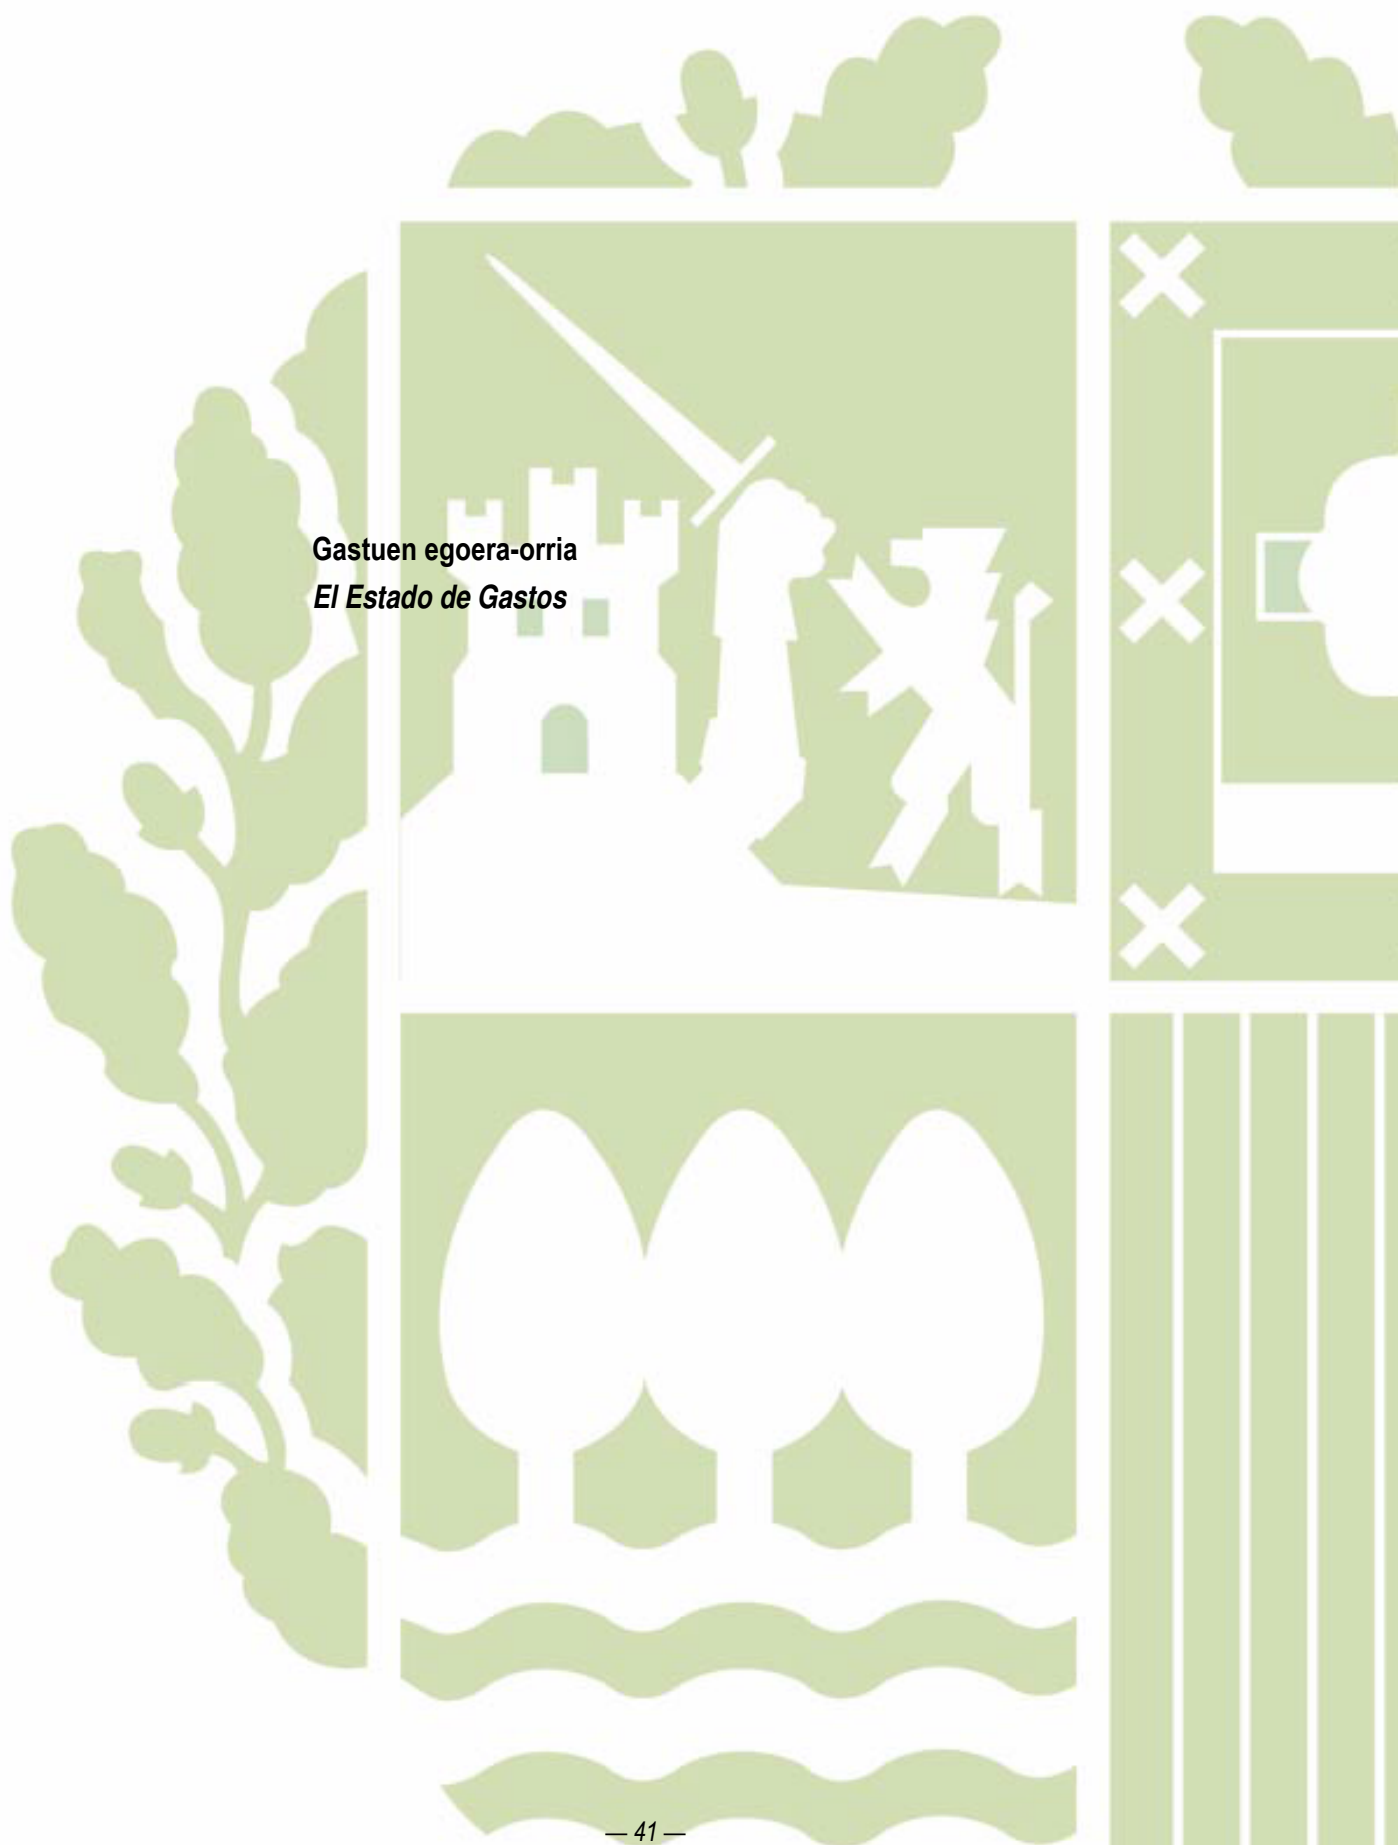 Gastuen egoera-orria
El Estado de Gastos
— 41 —